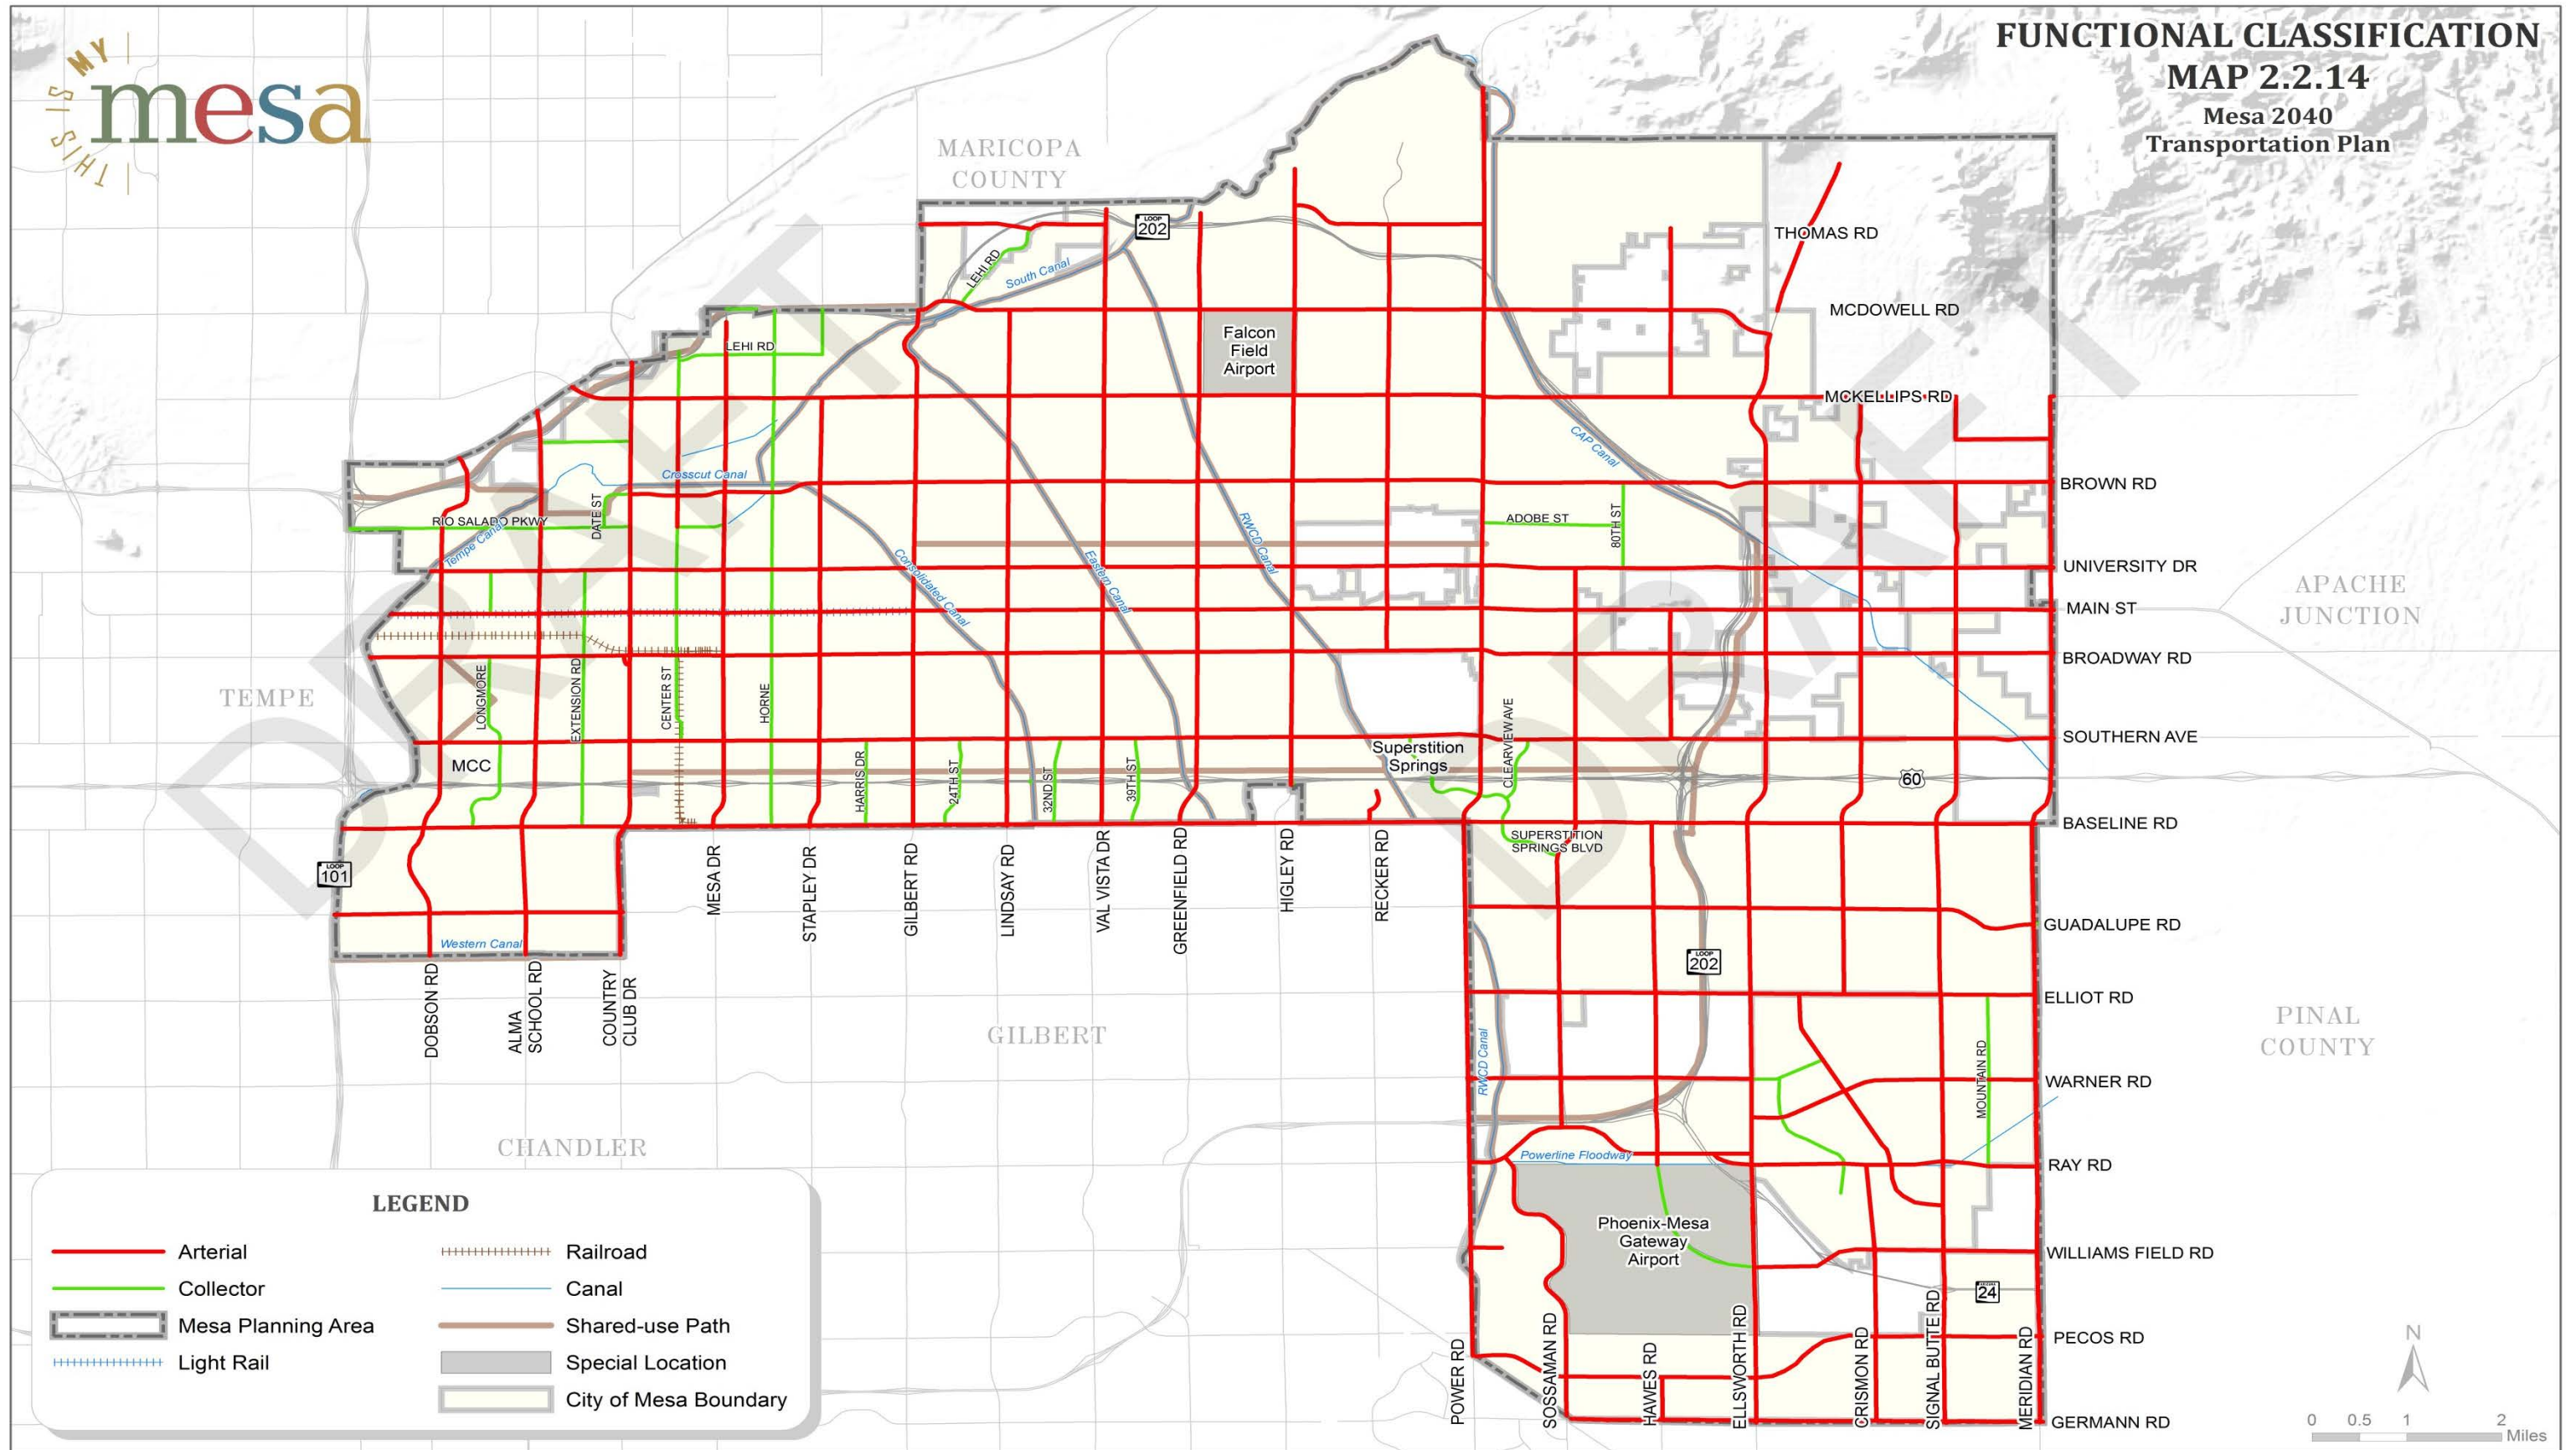 THIS IS MY
mesa
FUNCTIONAL CLASSIFICATION
MAP 2.2.14
Mesa 2040
Transportation Plan
MARICOPA
COUNTY
LOOP
202
THOMAS RD
LEHI RD
South Canal
MCDOWELL RD
Falcon
Field
Airport
LEHI RD
MCKELLIPS RD
CAP Canal
Crosscut Canal
BROWN RD
RIO SALADO PKWY
DATE ST
Tempe Canal
ADOBE ST
80TH ST
RWCD Canal
Consolidated Canal
Eastern Canal
UNIVERSITY DR
APACHE
JUNCTION
MAIN ST
BROADWAY RD
TEMPE
LONGMORE
EXTENSION RD
CENTER ST
HORNE
CLEARVIEW AVE
SOUTHERN AVE
Superstition
Springs
MCC
60
HARRIS DR
24TH ST
32ND ST
39TH ST
BASELINE RD
SUPERSTITION
SPRINGS BLVD
LOOP
101
MESA DR
STAPLEY DR
GILBERT RD
LINDSAY RD
VAL VISTA DR
GREENFIELD RD
HIGLEY RD
RECKER RD
GUADALUPE RD
Western Canal
LOOP
202
DOBSON RD
ALMA
SCHOOL RD
COUNTRY
CLUB DR
ELLIOT RD
GILBERT
PINAL
COUNTY
RWCD Canal
MOUNTAIN RD
WARNER RD
CHANDLER
Powerline Floodway
RAY RD
Phoenix-Mesa
Gateway
Airport
WILLIAMS FIELD RD
ARIZONA
24
PECOS RD
POWER RD
SOSSAMAN RD
HAWES RD
ELLSWORTH RD
CRISMON RD
SIGNAL BUTTE RD
MERIDIAN RD
GERMANN RD
LEGEND
Arterial
Collector
Mesa Planning Area
Light Rail
Railroad
Canal
Shared-use Path
Special Location
City of Mesa Boundary
N
0 0.5 1 2
Miles
DRAFT
DRAFT